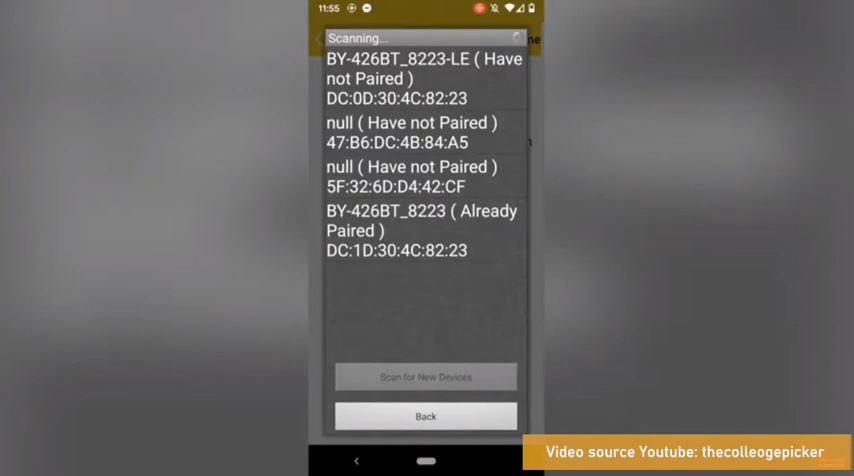 11:55
Scanning...
ne
BY-426BT_8223-LE ( Have
not Paired )
DC:0D:30:4C:82:23
null ( Have not Paired )
47:B6:DC:4B:84:A5
null ( Have not Paired )
5F:32:6D:D4:42:CF
BY-426BT_8223 ( Already
Paired )
DC:1D:30:4C:82:23
Scan for New Devices
Back
Video source Youtube: thecolleogepicker